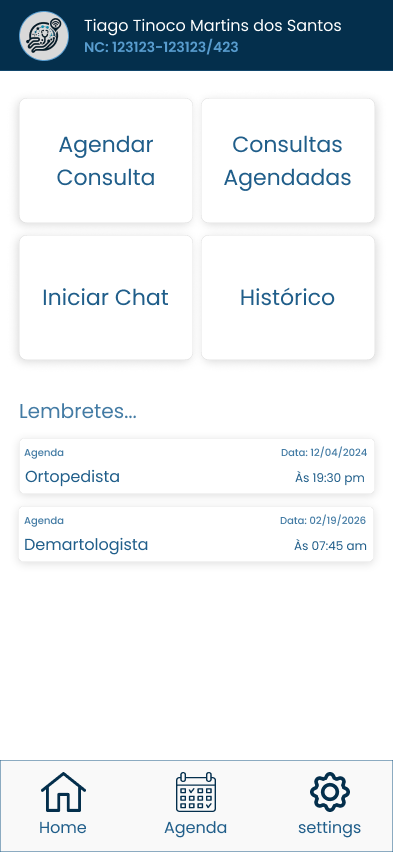 Tiago Tinoco Martins dos Santos
NC: 123123-123123/423
Agendar
Consulta
Consultas
Agendadas
Iniciar Chat
Histórico
Lembretes...
Agenda
Data: 12/04/2024
Ortopedista
Às 19:30 pm
Agenda
Data: 02/19/2026
Demartologista
Às 07:45 am
Home
Agenda
settings